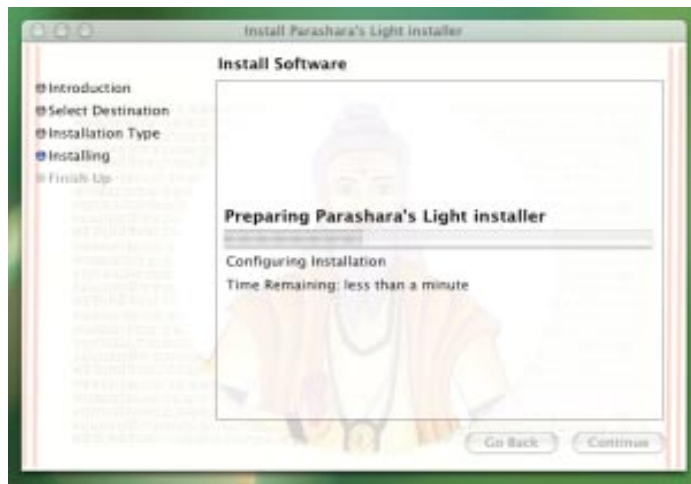 Install Parashara's Light installer
Install Software
Introduction
Select Destination
Installation Type
Installing
Finish Up
Preparing Parashara's Light installer
Configuring Installation
Time Remaining: less than a minute
Go Back
Continue